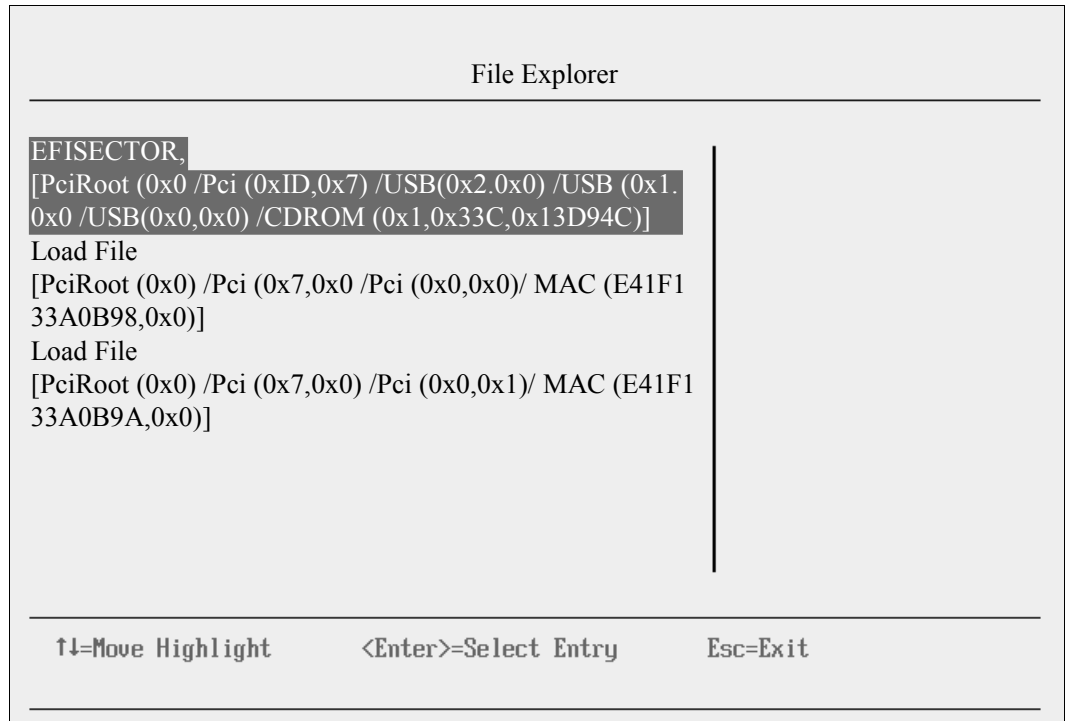 File Explorer
EFISECTOR,
[PciRoot (0x0 /Pci (0xID,0x7) /USB(0x2.0x0) /USB (0x1.
0x0 /USB(0x0,0x0) /CDROM (0x1,0x33C,0x13D94C)]
Load File
[PciRoot (0x0) /Pci (0x7,0x0 /Pci (0x0,0x0)/ MAC (E41F1
33A0B98,0x0)]
Load File
[PciRoot (0x0) /Pci (0x7,0x0) /Pci (0x0,0x1)/ MAC (E41F1
33A0B9A,0x0)]
↑↓=Move Highlight <Enter>=Select Entry Esc=Exit